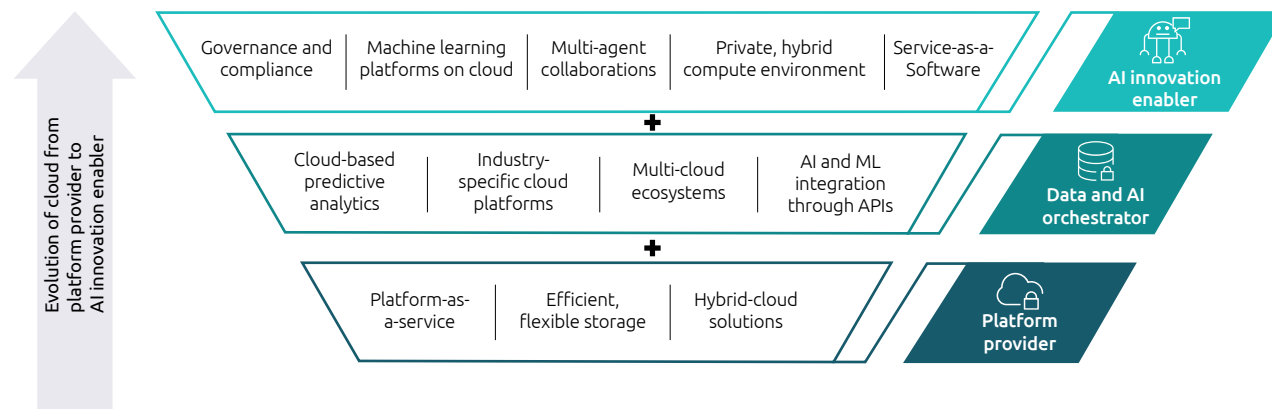 Evolution of cloud from
platform provider to
AI innovation enabler
Governance and
compliance
Machine learning
platforms on cloud
Multi-agent
collaborations
Private, hybrid
compute environment
Service-as-a-
Software
AI innovation
enabler
+
Cloud-based
predictive
analytics
Industry-
specific cloud
platforms
Multi-cloud
ecosystems
AI and ML
integration
through APIs
Data and AI
orchestrator
+
Platform-as-
a-service
Efficient,
flexible storage
Hybrid-cloud
solutions
Platform
provider